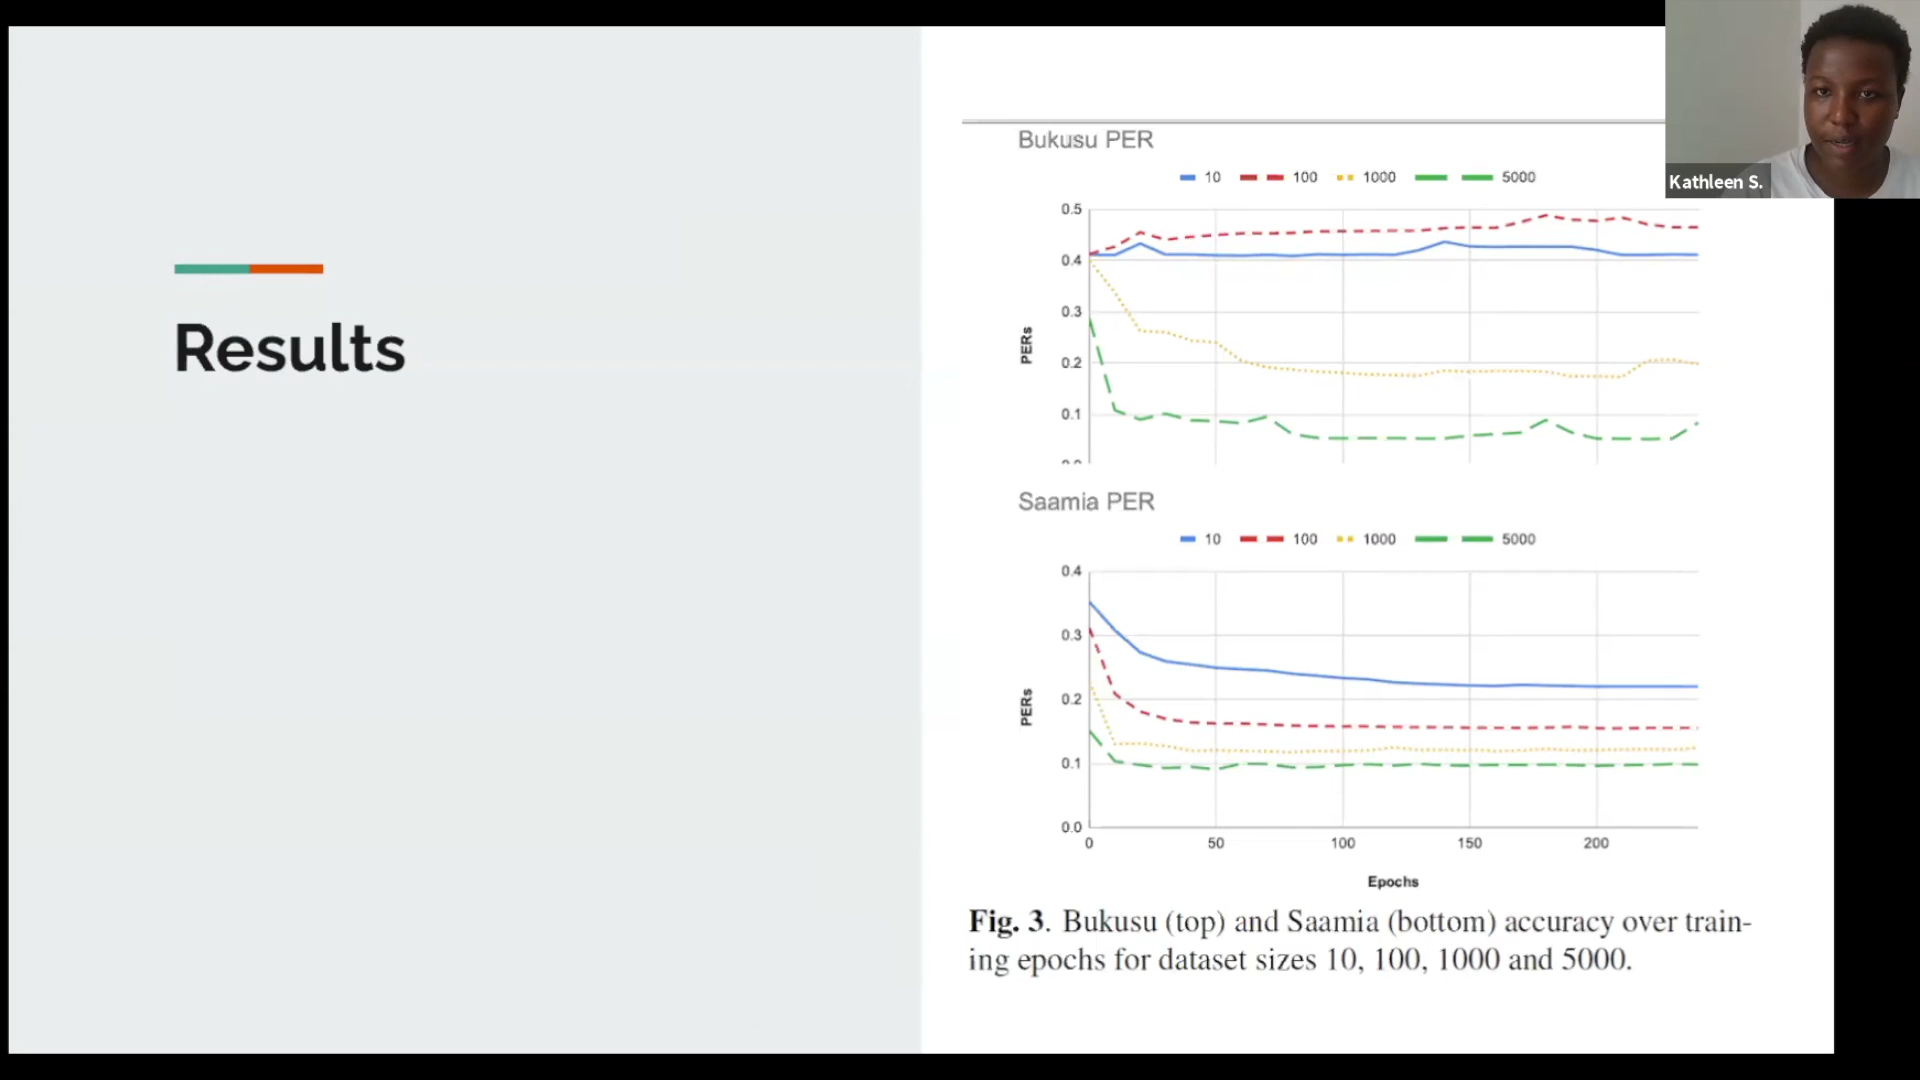 Kathleen S.
Results
Bukusu PER
10 100 1000 5000
0.5
0.4
0.3
0.2
0.1
PERs
Saamia PER
10 100 1000 5000
0.4
0.3
0.2
0.1
0.0
PERs
0 50 100 150 200
Epochs
Fig. 3. Bukusu (top) and Saamia (bottom) accuracy over train-
ing epochs for dataset sizes 10, 100, 1000 and 5000.